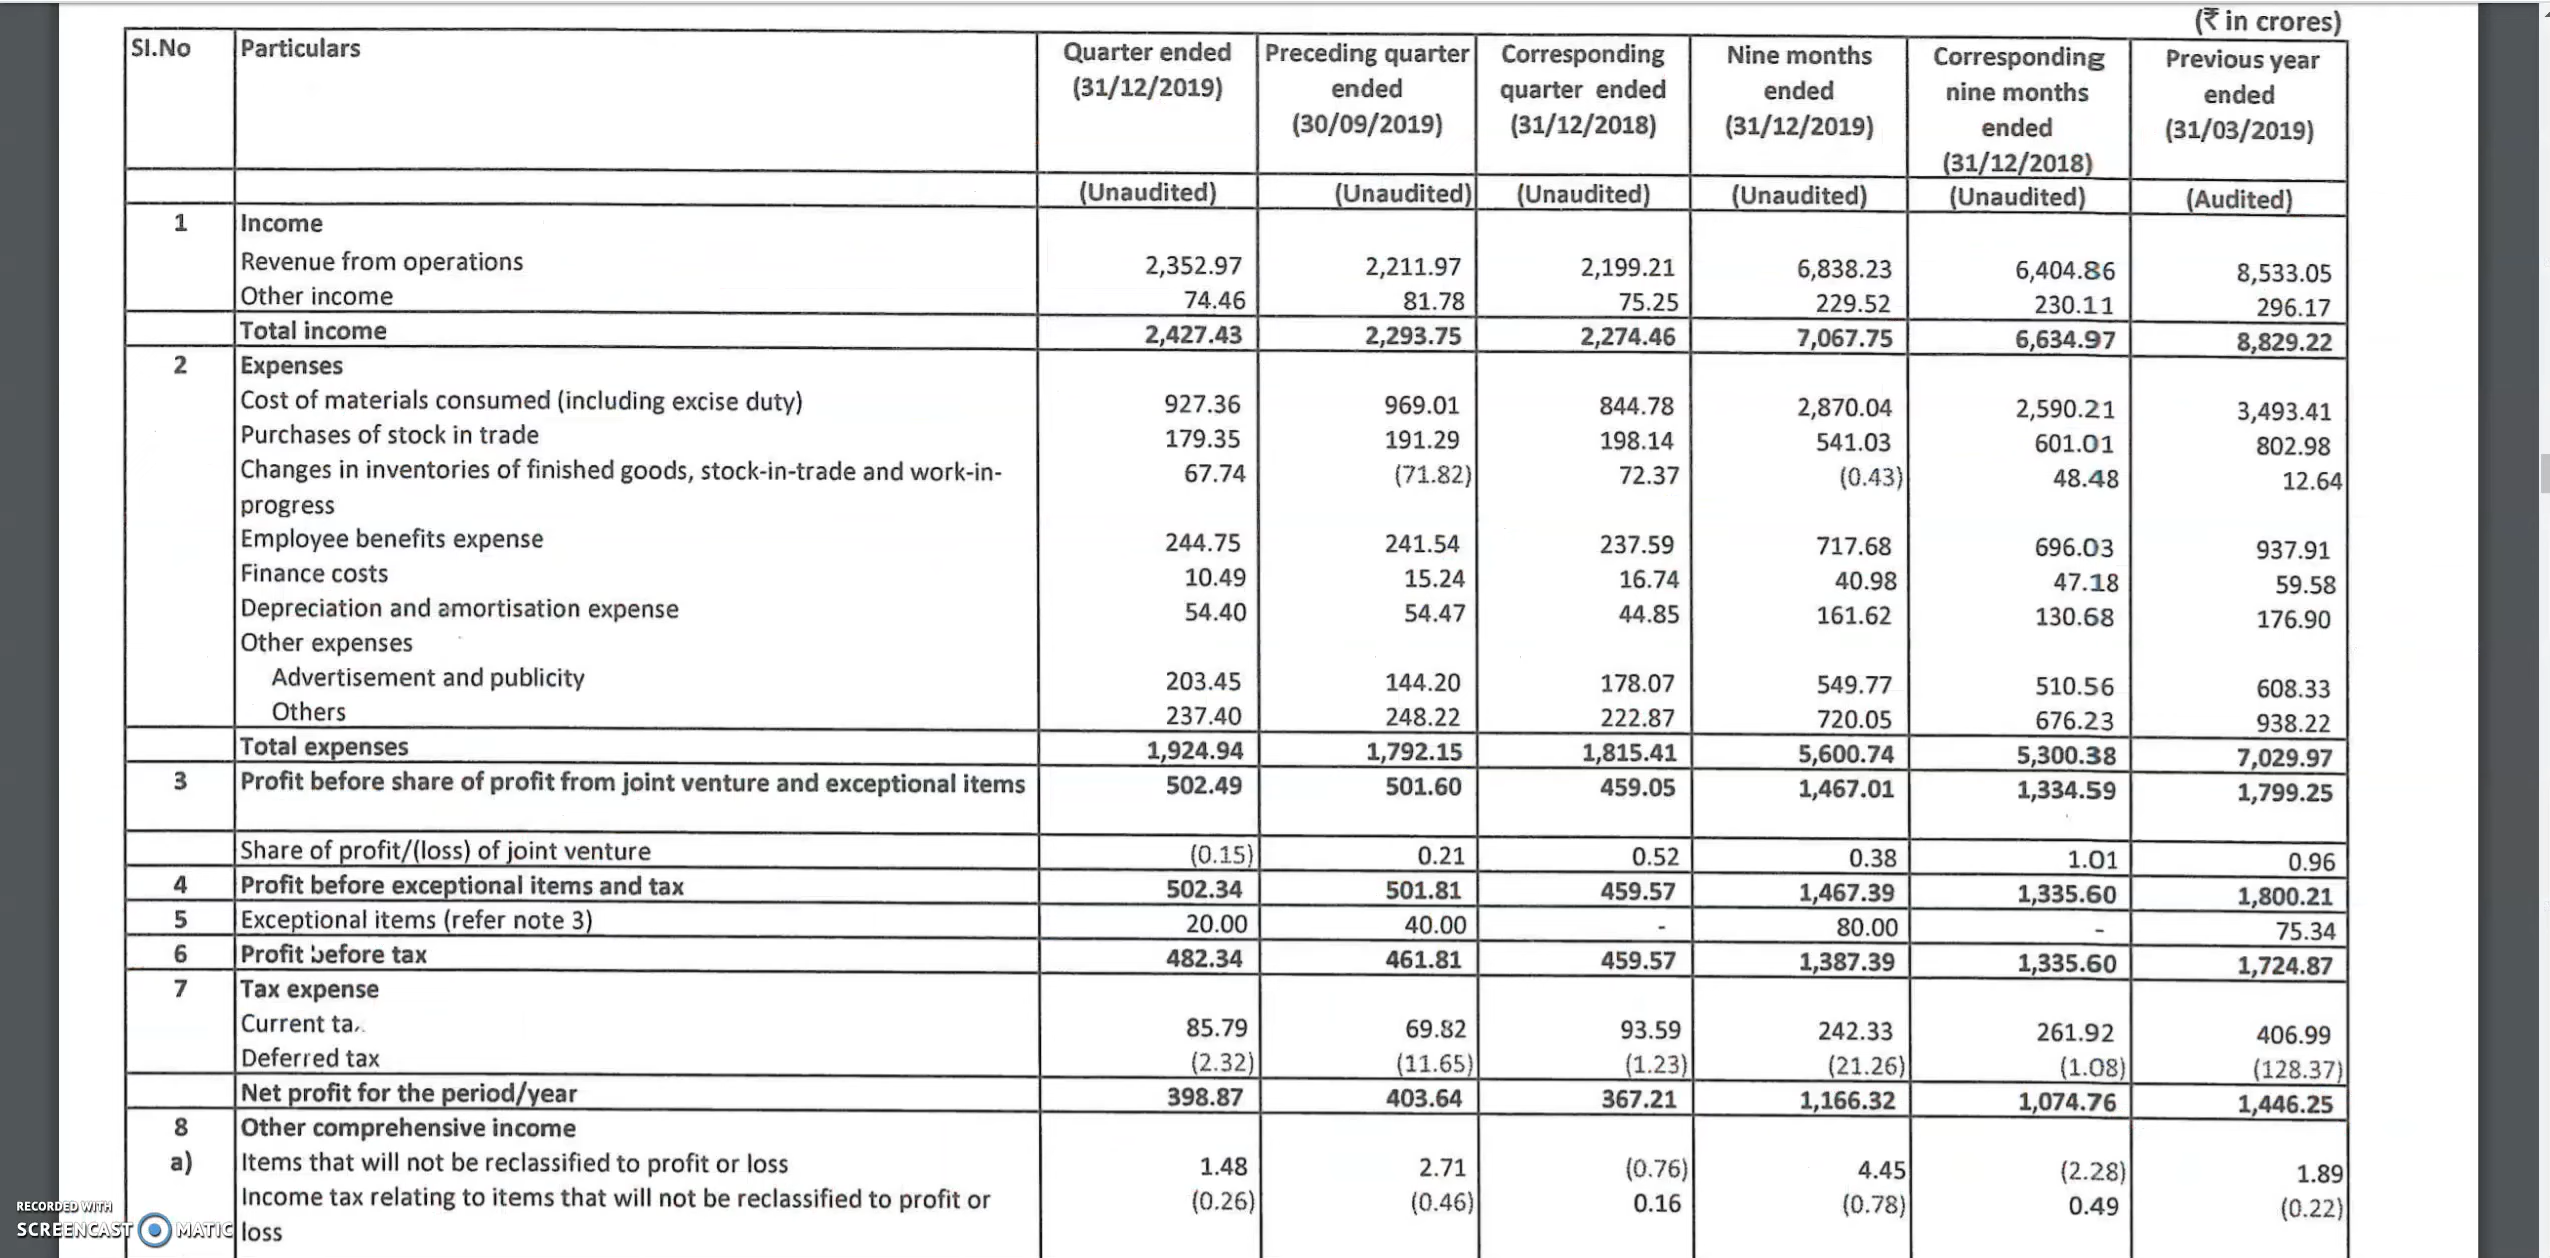 (₹ in crores)
Sl.No Particulars Quarter ended (31/12/2019) Preceding quarter ended (30/09/2019) Corresponding quarter ended (31/12/2018) Nine months ended (31/12/2019) Corresponding nine months ended (31/12/2018) Previous year ended (31/03/2019)
(Unaudited) (Unaudited) (Unaudited) (Unaudited) (Unaudited) (Audited)
1 Income
Revenue from operations 2,352.97 2,211.97 2,199.21 6,838.23 6,404.86 8,533.05
Other income 74.46 81.78 75.25 229.52 230.11 296.17
Total income 2,427.43 2,293.75 2,274.46 7,067.75 6,634.97 8,829.22
2 Expenses
Cost of materials consumed (including excise duty) 927.36 969.01 844.78 2,870.04 2,590.21 3,493.41
Purchases of stock in trade 179.35 191.29 198.14 541.03 601.01 802.98
Changes in inventories of finished goods, stock-in-trade and work-in- 67.74 (71.82) 72.37 (0.43) 48.48 12.64
progress
Employee benefits expense 244.75 241.54 237.59 717.68 696.03 937.91
Finance costs 10.49 15.24 16.74 40.98 47.18 59.58
Depreciation and amortisation expense 54.40 54.47 44.85 161.62 130.68 176.90
Other expenses
Advertisement and publicity 203.45 144.20 178.07 549.77 510.56 608.33
Others 237.40 248.22 222.87 720.05 676.23 938.22
Total expenses 1,924.94 1,792.15 1,815.41 5,600.74 5,300.38 7,029.97
3 Profit before share of profit from joint venture and exceptional items 502.49 501.60 459.05 1,467.01 1,334.59 1,799.25
Share of profit/(loss) of joint venture (0.15) 0.21 0.52 0.38 1.01 0.96
4 Profit before exceptional items and tax 502.34 501.81 459.57 1,467.39 1,335.60 1,800.21
5 Exceptional items (refer note 3) 20.00 40.00 - 80.00 - 75.34
6 Profit before tax 482.34 461.81 459.57 1,387.39 1,335.60 1,724.87
7 Tax expense
Current ta 85.79 69.82 93.59 242.33 261.92 406.99
Deferred tax (2.32) (11.65) (1.23) (21.26) (1.08) (128.37)
Net profit for the period/year 398.87 403.64 367.21 1,166.32 1,074.76 1,446.25
8 Other comprehensive income
a) Items that will not be reclassified to profit or loss 1.48 2.71 (0.76) 4.45 (2.28) 1.89
Income tax relating to items that will not be reclassified to profit or (0.26) (0.46) 0.16 (0.78) 0.49 (0.22)
loss
RECORDED WITH
SCREENCAST MATIC